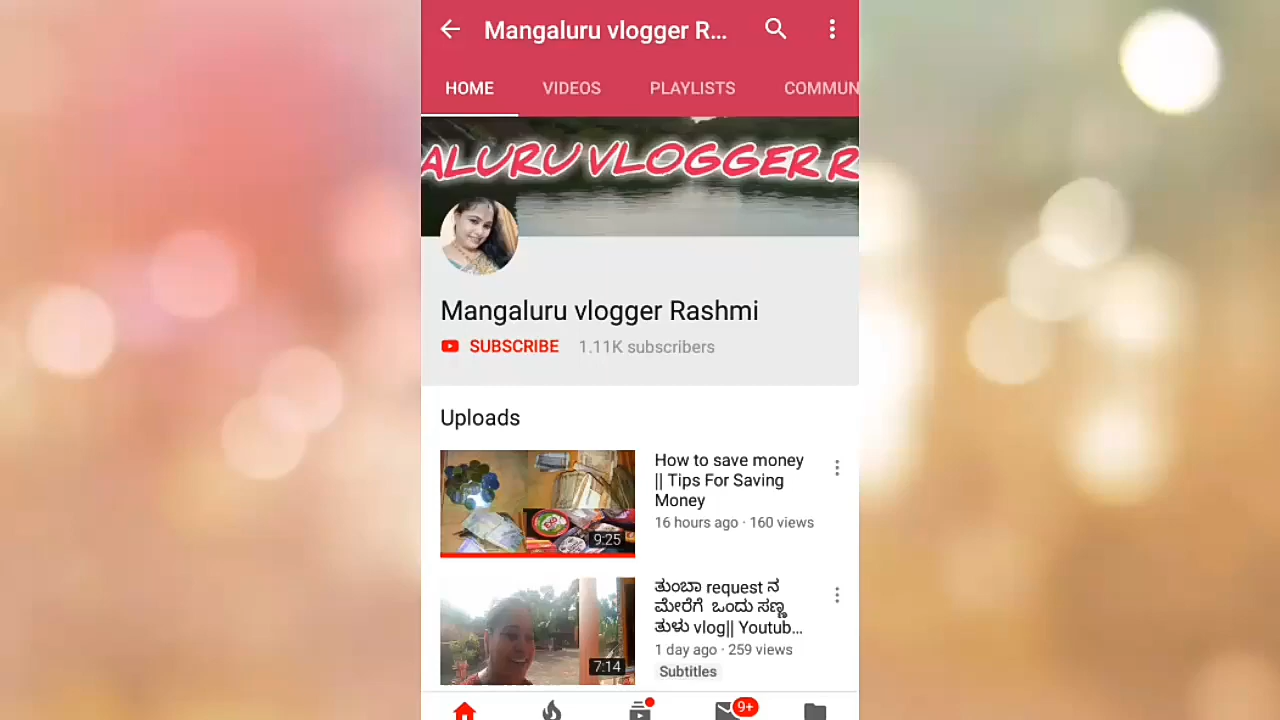 Mangaluru vlogger R...
HOME VIDEOS PLAYLISTS COMMUN
ALURU VLOGGER R
Mangaluru vlogger Rashmi
SUBSCRIBE 1.11K subscribers
Uploads
How to save money
|| Tips For Saving
Money
16 hours ago · 160 views
9:25
ತುಂಬಾ request ನ
ಮೇರೆಗೆ ಒಂದು ಸಣ್ಣ
ತುಳು vlog|| Youtub...
1 day ago · 259 views
7:14
Subtitles
9+